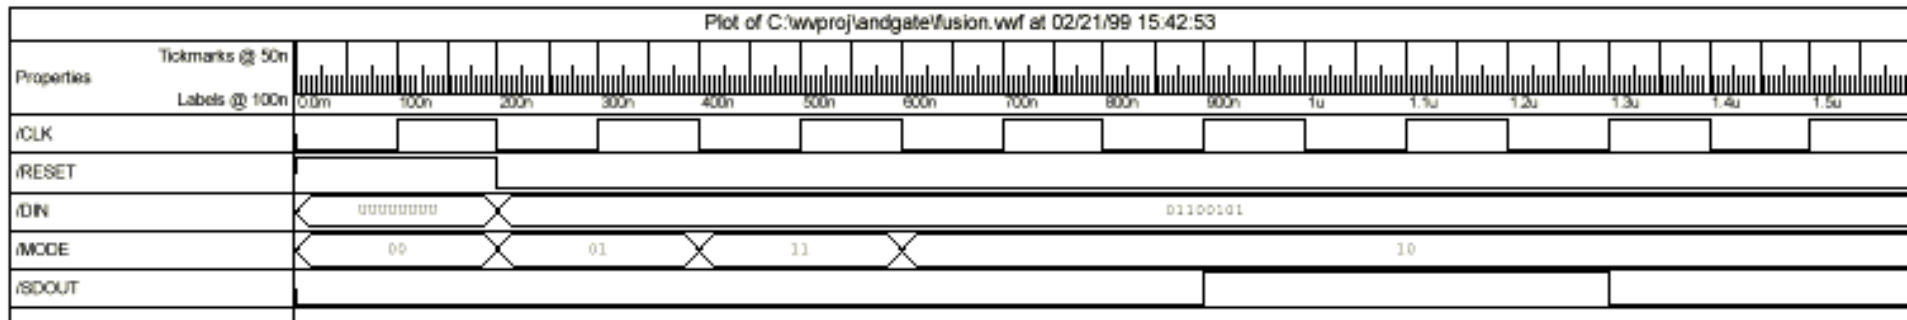 Plot of C:\wvproj\andgate\fusion.vwf at 02/21/99 15:42:53
Tickmarks @ 50n
Properties
Labels @ 100n 0.0m 100n 200n 300n 400n 500n 600n 700n 800n 900n 1u 1.1u 1.2u 1.3u 1.4u 1.5u
/CLK
/RESET
/DIN UUUUUUUU 01100101
/MODE 00 01 11 10
/SDOUT